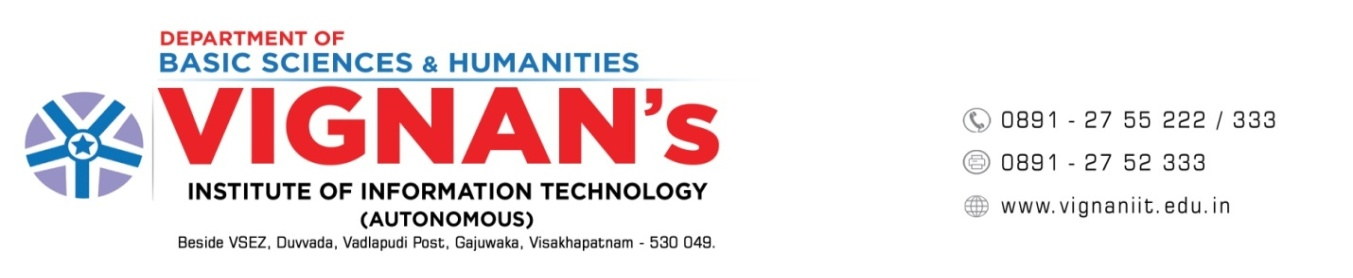 DEPARTMENT OF
BASIC SCIENCES & HUMANITIES
VIGNAN's
INSTITUTE OF INFORMATION TECHNOLOGY
(AUTONOMOUS)
Beside VSEZ, Duvvada, Vadlapudi Post, Gajuwaka, Visakhapatnam - 530 049.
0891 - 27 55 222 / 333
0891 - 27 52 333
www.vignaniit.edu.in